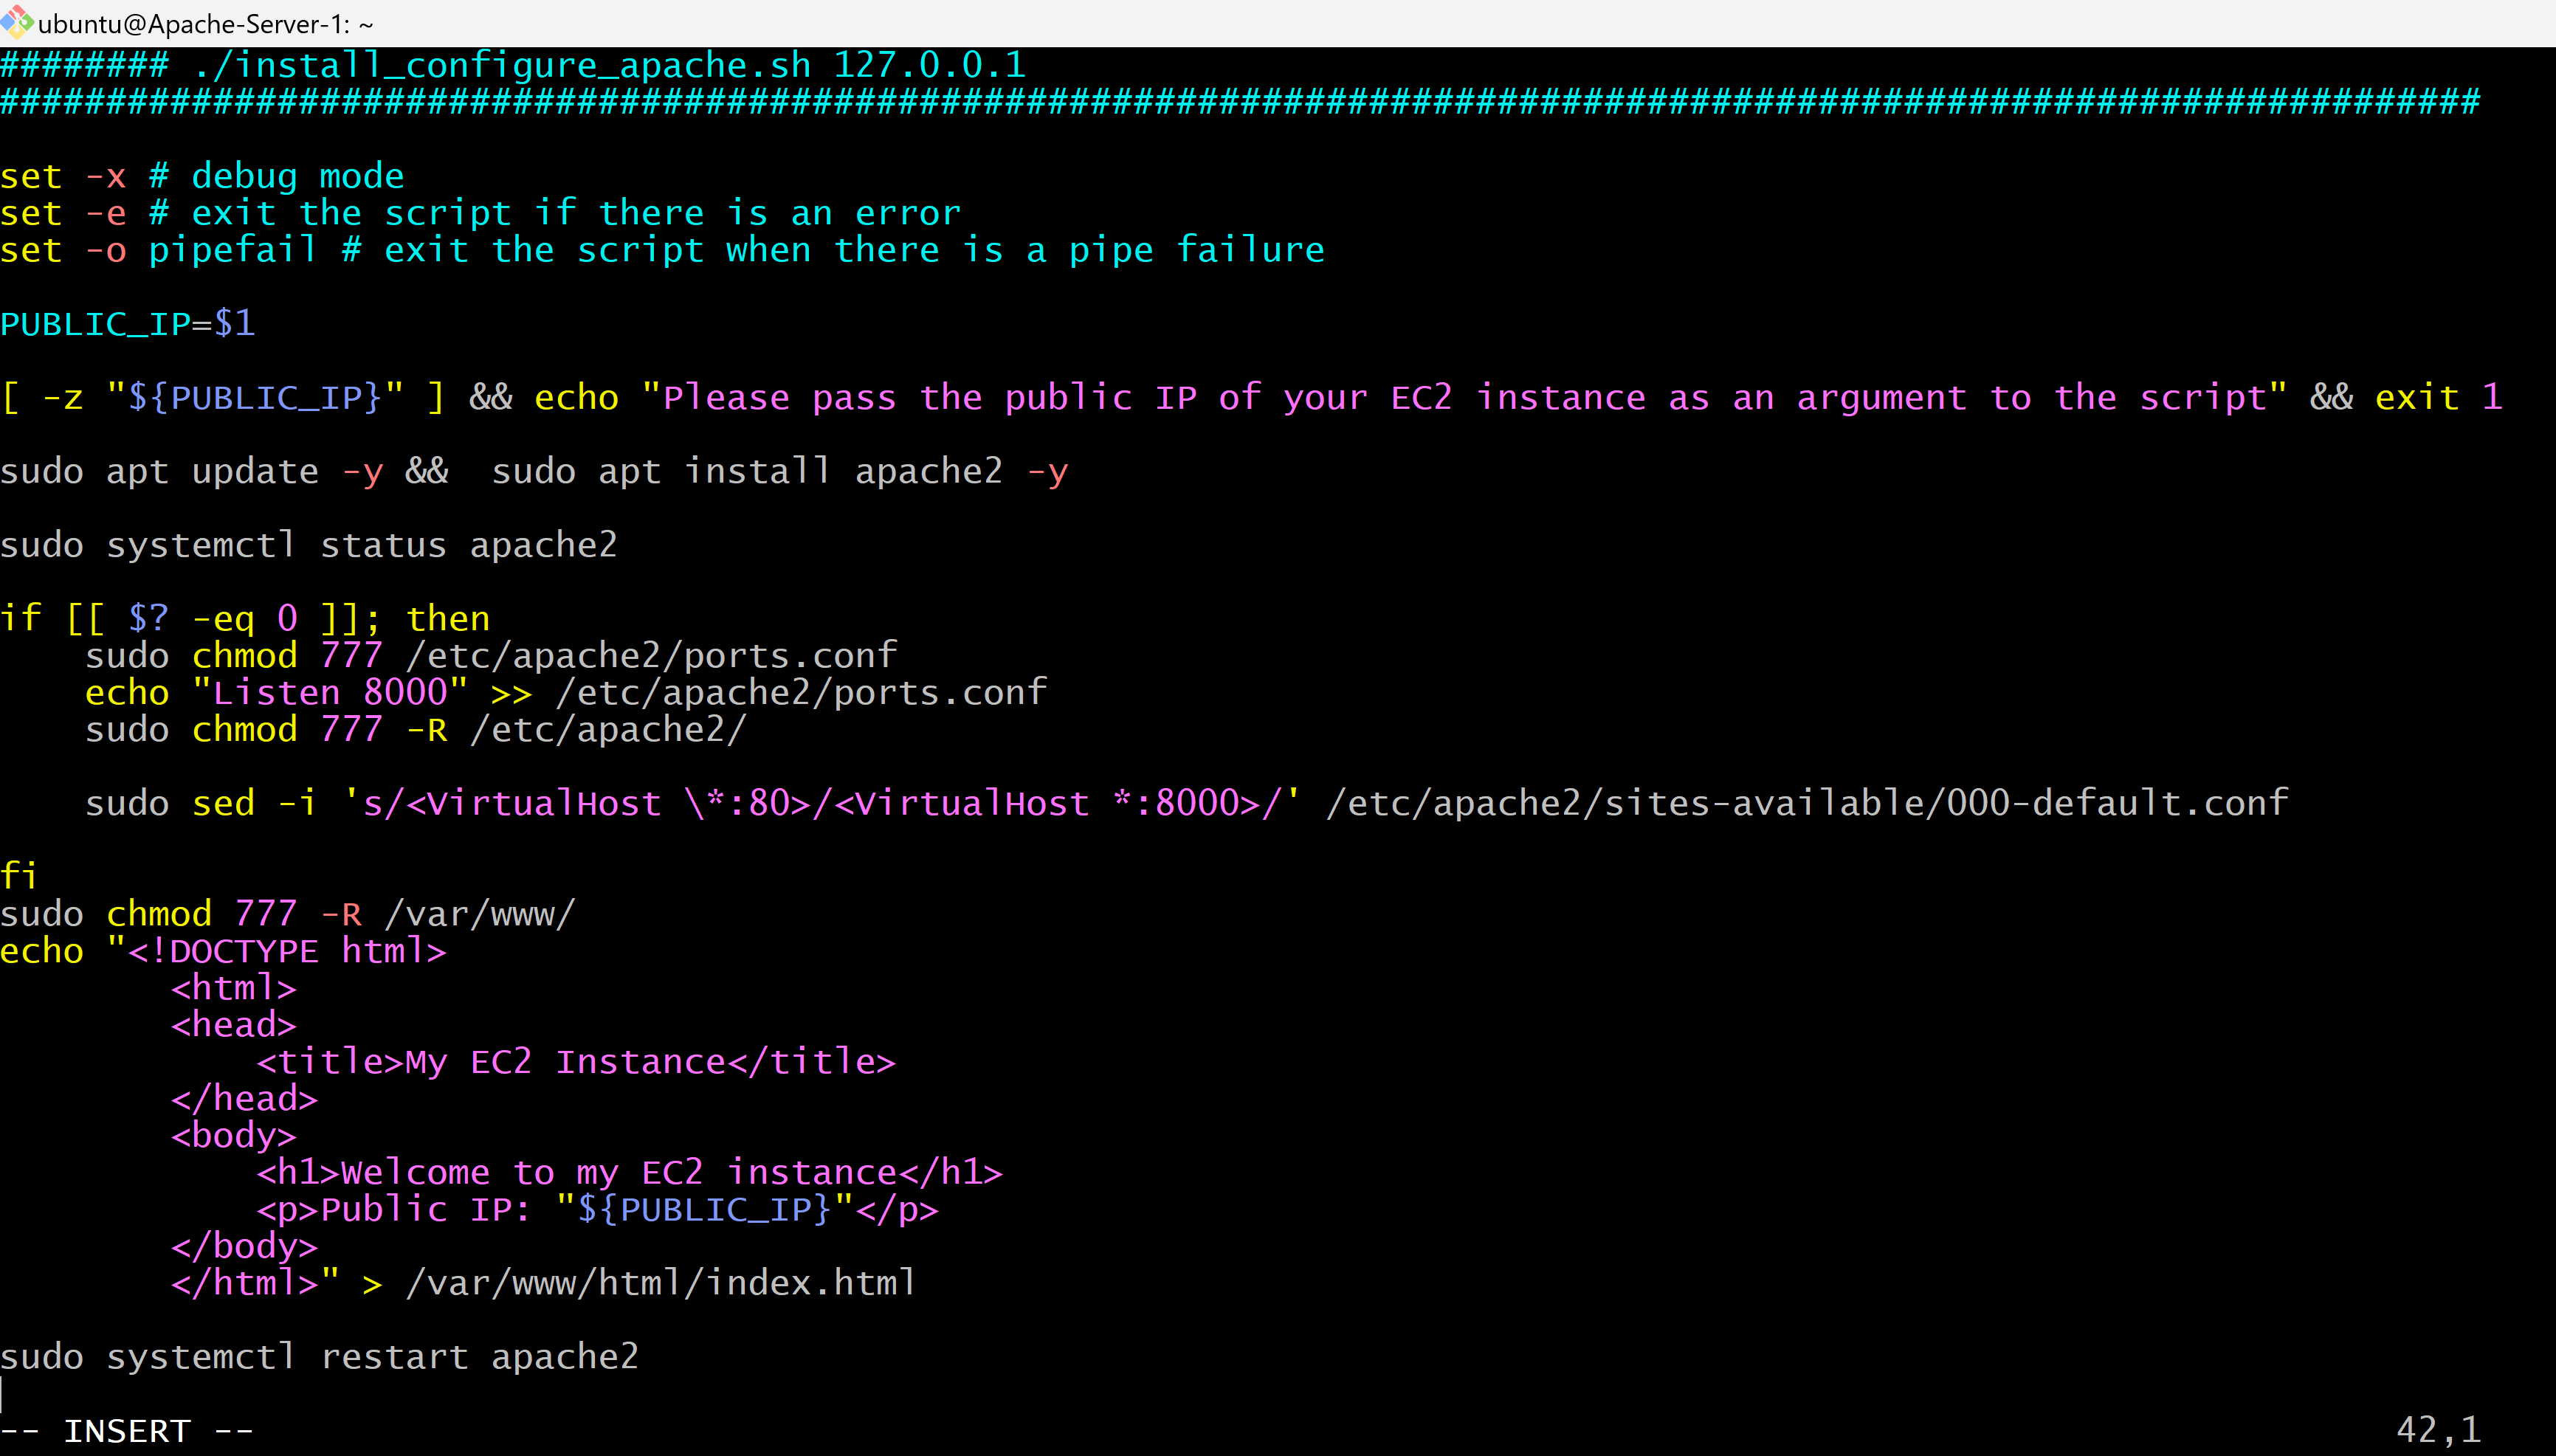 ubuntu@Apache-Server-1: ~
######## ./install_configure_apache.sh 127.0.0.1
####################################################################################################################
set -x # debug mode
set -e # exit the script if there is an error
set -o pipefail # exit the script when there is a pipe failure
PUBLIC_IP=$1
[ -z "${PUBLIC_IP}" ] && echo "Please pass the public IP of your EC2 instance as an argument to the script" && exit 1
sudo apt update -y &&  sudo apt install apache2 -y
sudo systemctl status apache2
if [[ $? -eq 0 ]]; then
    sudo chmod 777 /etc/apache2/ports.conf
    echo "Listen 8000" >> /etc/apache2/ports.conf
    sudo chmod 777 -R /etc/apache2/
    sudo sed -i 's/<VirtualHost \*:80>/<VirtualHost *:8000>/' /etc/apache2/sites-available/000-default.conf
fi
sudo chmod 777 -R /var/www/
echo "<!DOCTYPE html>
        <html>
        <head>
            <title>My EC2 Instance</title>
        </head>
        <body>
            <h1>Welcome to my EC2 instance</h1>
            <p>Public IP: "${PUBLIC_IP}"</p>
        </body>
        </html>" > /var/www/html/index.html
sudo systemctl restart apache2
-- INSERT --                                                                                                    42,1